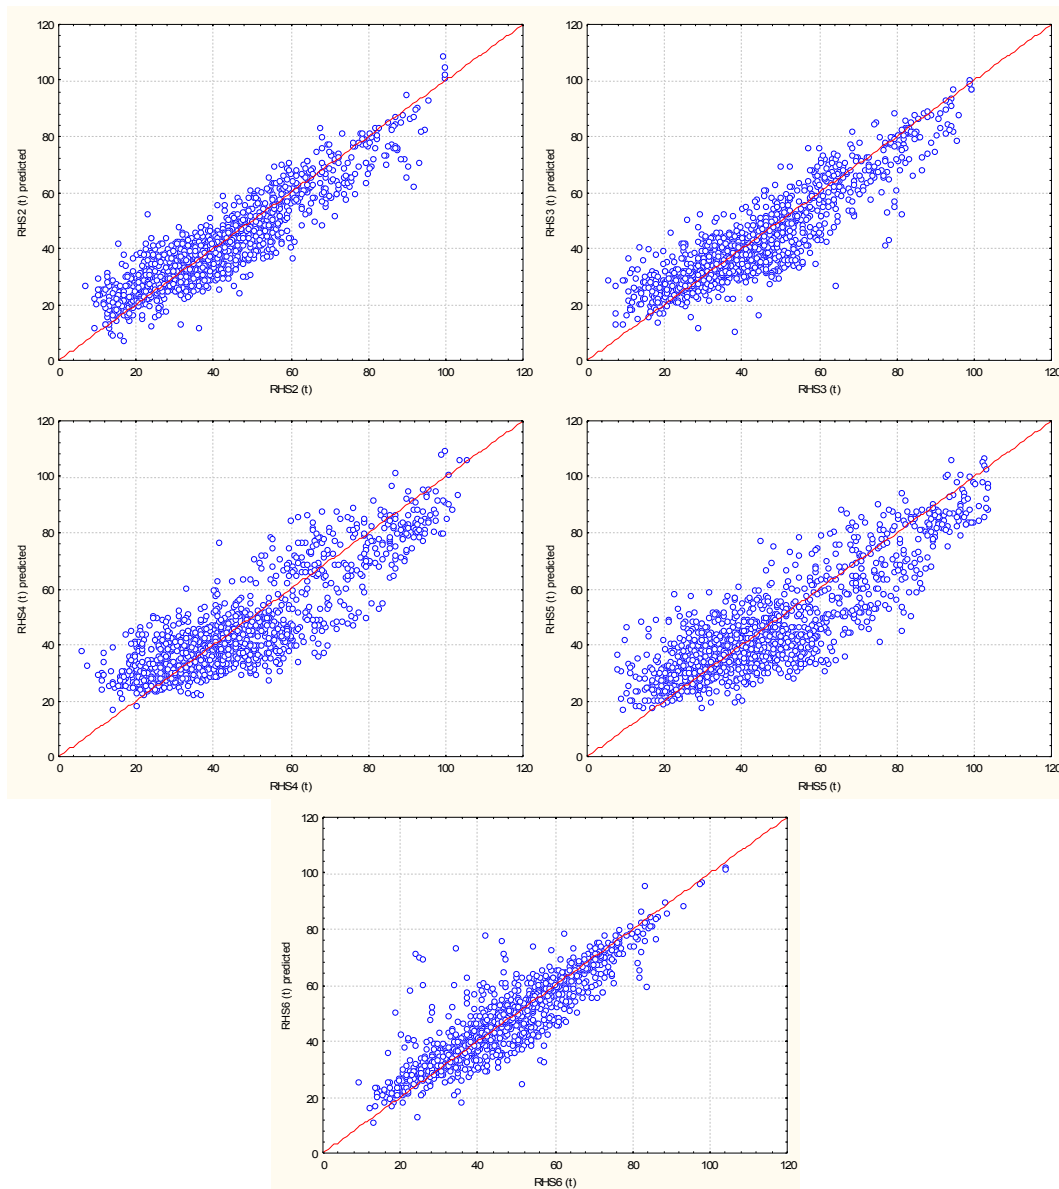 120 120
100 100
80 80
60 60
40 40
20 20
0 0
RHS2 (t) predicted RHS3 (t) predicted
0 20 40 60 80 100 120 0 20 40 60 80 100 120
RHS2 (t) RHS3 (t)
120 120
100 100
80 80
60 60
40 40
20 20
0 0
RHS4 (t) predicted RHS5 (t) predicted
0 20 40 60 80 100 120 0 20 40 60 80 100 120
RHS4 (t) RHS5 (t)
120
100
80
60
40
20
0
RHS6 (t) predicted
0 20 40 60 80 100 120
RHS6 (t)